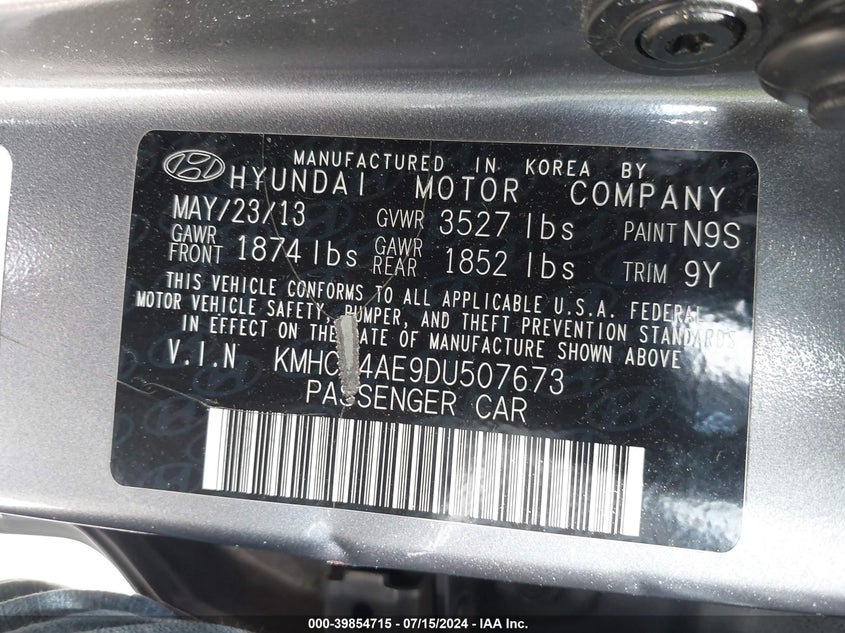 MANUFACTURED IN KOREA BY
HYUNDAI MOTOR COMPANY
MAY/23/13 GVWR 3527 lbs PAINT N9S
GAWR FRONT 1874 lbs GAWR REAR 1852 lbs TRIM 9Y
THIS VEHICLE CONFORMS TO ALL APPLICABLE U.S.A. FEDERAL
MOTOR VEHICLE SAFETY, BUMPER, AND THEFT PREVENTION STANDARDS
IN EFFECT ON THE DATE OF MANUFACTURE SHOWN ABOVE
V.I.N
PASSENGER CAR
000-39854715 - 07/15/2024 - IAA Inc.